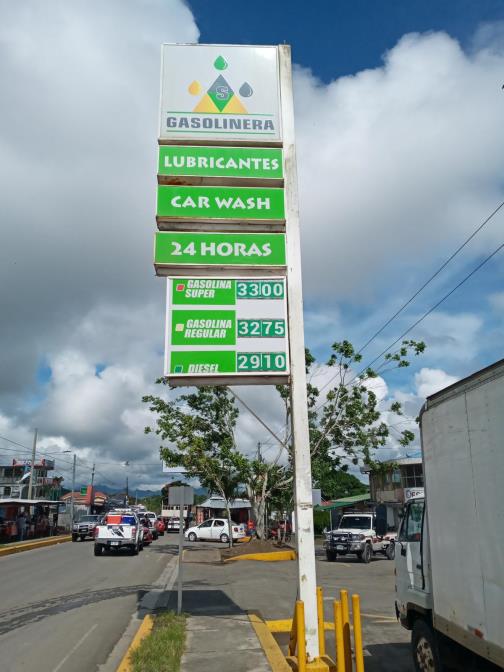 S
GASOLINERA
LUBRICANTES
CAR WASH
24 HORAS
GASOLINA
SUPER 3300
GASOLINA
REGULAR 3275
DIESEL 2910